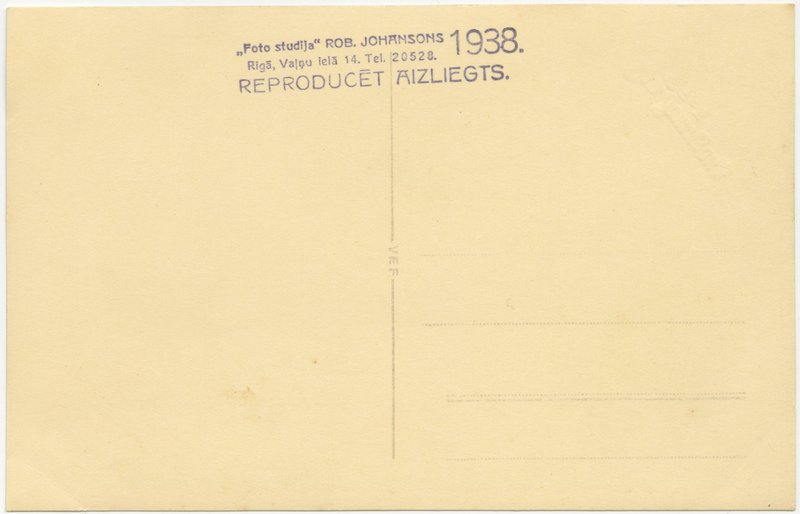 „Foto studija“ ROB. JOHANSONS 1938.
Rīgā, Vaļņu ielā 14. Tel. 20528.
REPRODUCĒT AIZLIEGTS.
VEF